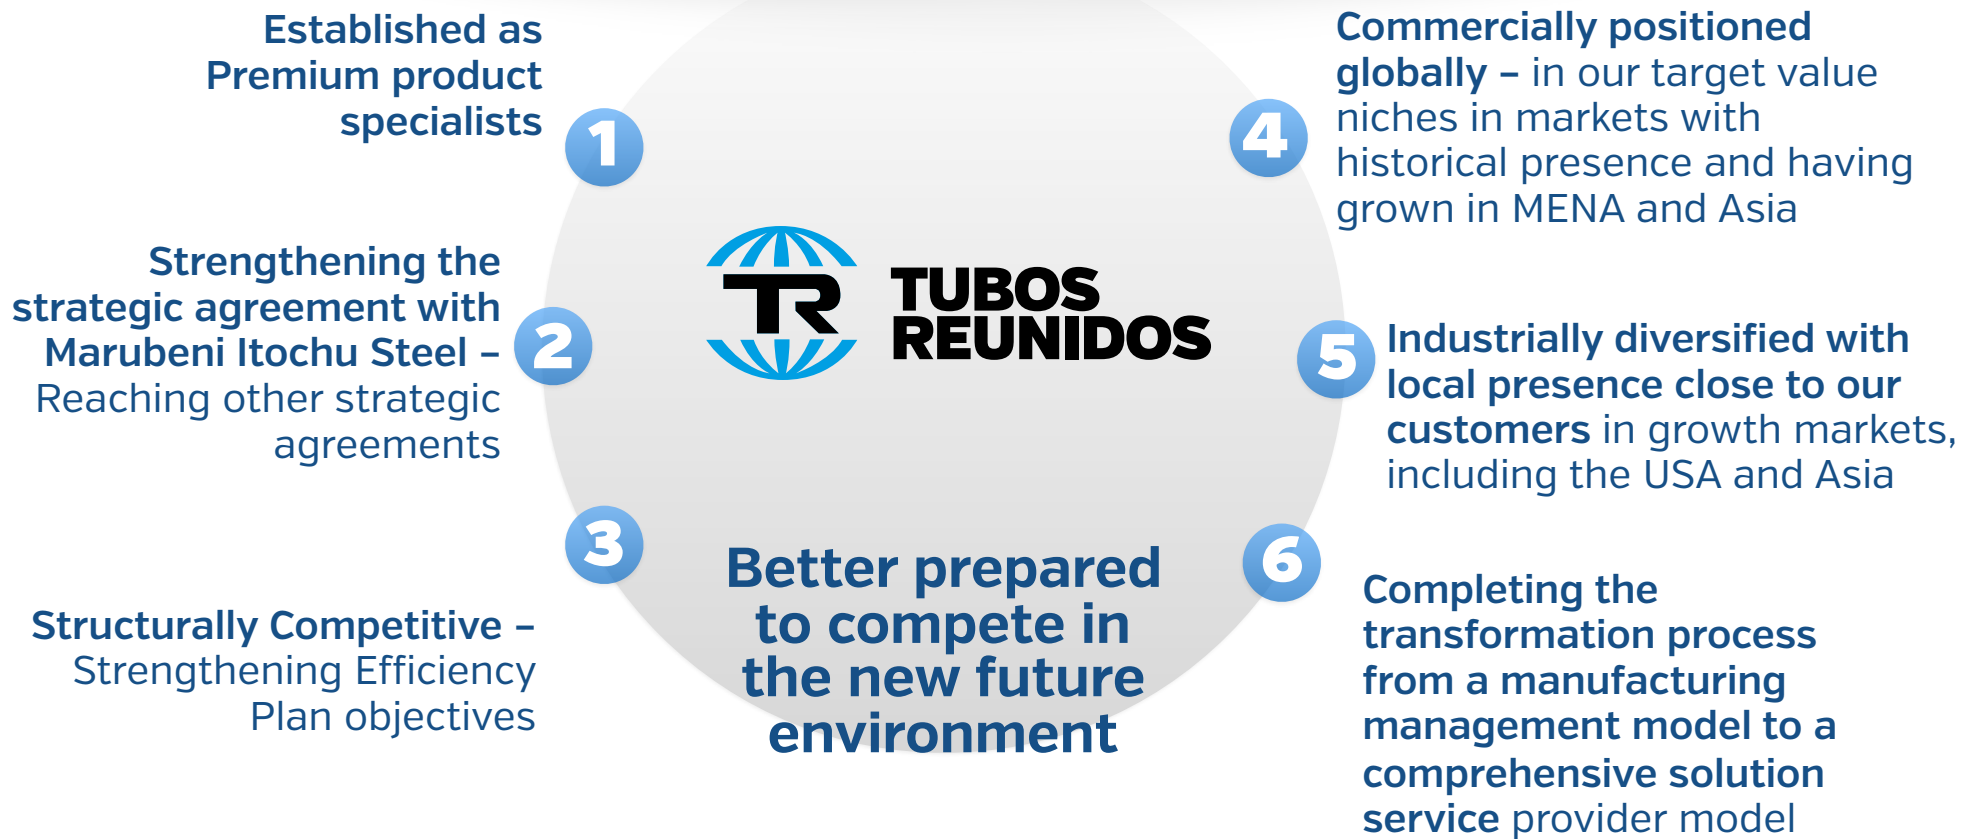 Established as
Premium product
specialists
1
Strengthening the
strategic agreement with
Marubeni Itochu Steel –
Reaching other strategic
agreements
2
3
Structurally Competitive –
Strengthening Efficiency
Plan objectives
TR
TUBOS
REUNIDOS
Better prepared
to compete in
the new future
environment
4
Commercially positioned
globally – in our target value
niches in markets with
historical presence and having
grown in MENA and Asia
5
Industrially diversified with
local presence close to our
customers in growth markets,
including the USA and Asia
6
Completing the
transformation process
from a manufacturing
management model to a
comprehensive solution
service provider model